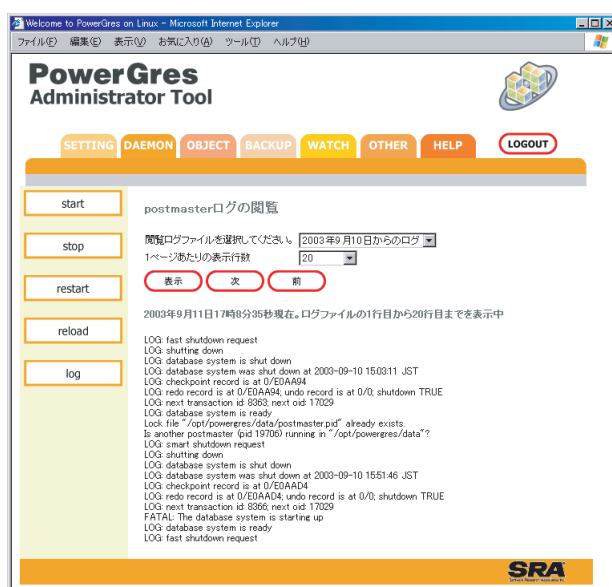 Welcome to PowerGres on Linux - Microsoft Internet Explorer
ファイル(F) 編集(E) 表示(V) お気に入り(A) ツール(T) ヘルプ(H)
PowerGres
Administrator Tool
SETTING DAEMON OBJECT BACKUP WATCH OTHER HELP LOGOUT
start
stop
restart
reload
log
postmasterログの閲覧
閲覧ログファイルを選択してください。 2003年9月10日からのログ
1ページあたりの表示行数 20
表示 次 前
2003年9月11日17時8分35秒現在。ログファイルの1行目から20行目までを表示中
LOG: fast shutdown request
LOG: shutting down
LOG: database system is shut down
LOG: database system was shut down at 2003-09-10 15:03:11 JST
LOG: checkpoint record is at 0/E0AA94
LOG: redo record is at 0/E0AA94; undo record is at 0/0; shutdown TRUE
LOG: next transaction id: 8363; next oid: 17029
LOG: database system is ready
Lock file "/opt/powergres/data/postmaster.pid" already exists.
Is another postmaster (pid 19706) running in "/opt/powergres/data"?
LOG: smart shutdown request
LOG: shutting down
LOG: database system is shut down
LOG: database system was shut down at 2003-09-10 15:51:46 JST
LOG: checkpoint record is at 0/E0AAD4
LOG: redo record is at 0/E0AAD4; undo record is at 0/0; shutdown TRUE
LOG: next transaction id: 8366; next oid: 17029
FATAL: The database system is starting up
LOG: database system is ready
LOG: fast shutdown request
SRA